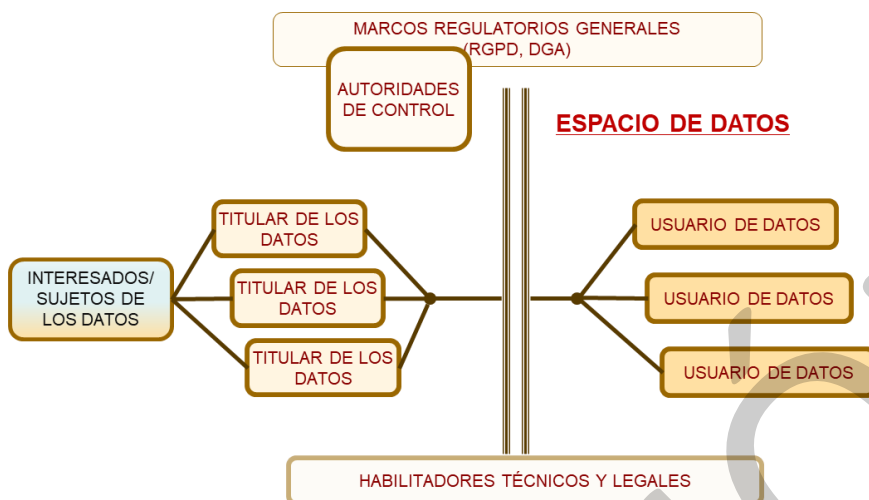 MARCOS REGULATORIOS GENERALES
(RGPD, DGA)
AUTORIDADES
DE CONTROL
ESPACIO DE DATOS
TITULAR DE LOS
DATOS
USUARIO DE DATOS
INTERESADOS/
SUJETOS DE
LOS DATOS
TITULAR DE LOS
DATOS
USUARIO DE DATOS
TITULAR DE LOS
DATOS
USUARIO DE DATOS
HABILITADORES TÉCNICOS Y LEGALES